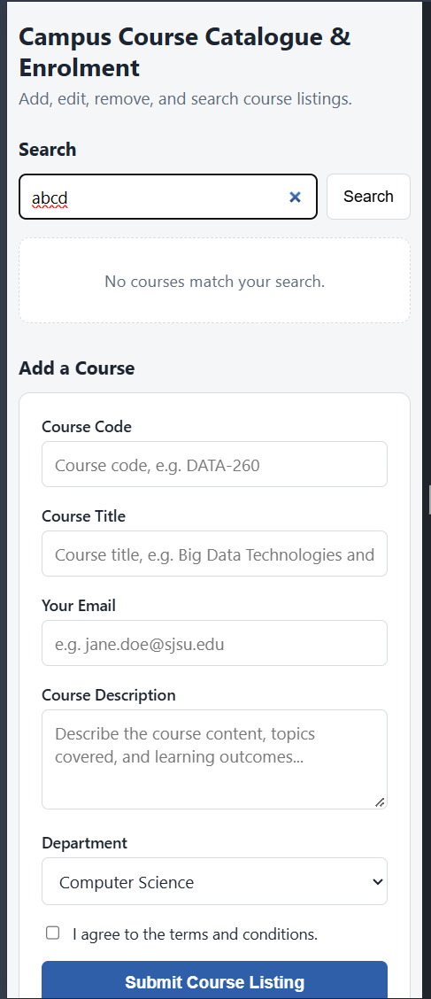 Campus Course Catalogue &
Enrolment
Add, edit, remove, and search course listings.
Search
abcd
Search
No courses match your search.
Add a Course
Course Code
Course code, e.g. DATA-260
Course Title
Course title, e.g. Big Data Technologies and
Your Email
e.g. jane.doe@sjsu.edu
Course Description
Describe the course content, topics
covered, and learning outcomes...
Department
Computer Science
I agree to the terms and conditions.
Submit Course Listing